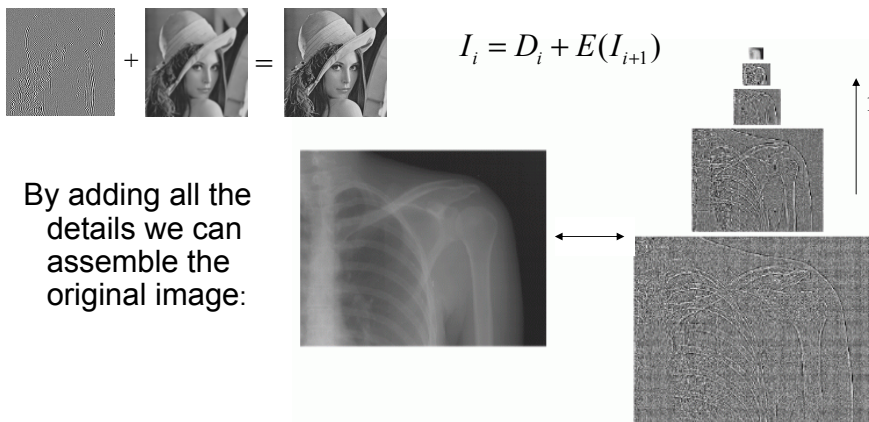 + =
I_i = D_i + E(I_{i+1})
By adding all the
details we can
assemble the
original image: